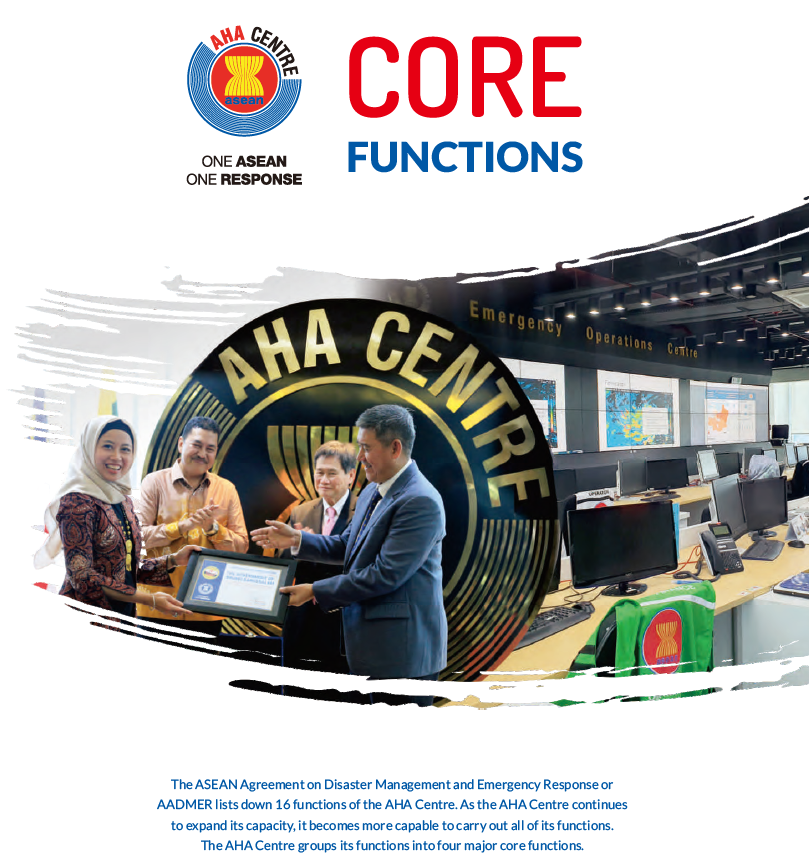 AHA CENTRE
asean
ONE ASEAN
ONE RESPONSE
CORE
FUNCTIONS
Emergency Operations Centre
AHA CENTRE
OPERATION
asean
The ASEAN Agreement on Disaster Management and Emergency Response or
AADMER lists down 16 functions of the AHA Centre. As the AHA Centre continues
to expand its capacity, it becomes more capable to carry out all of its functions.
The AHA Centre groups its functions into four major core functions.